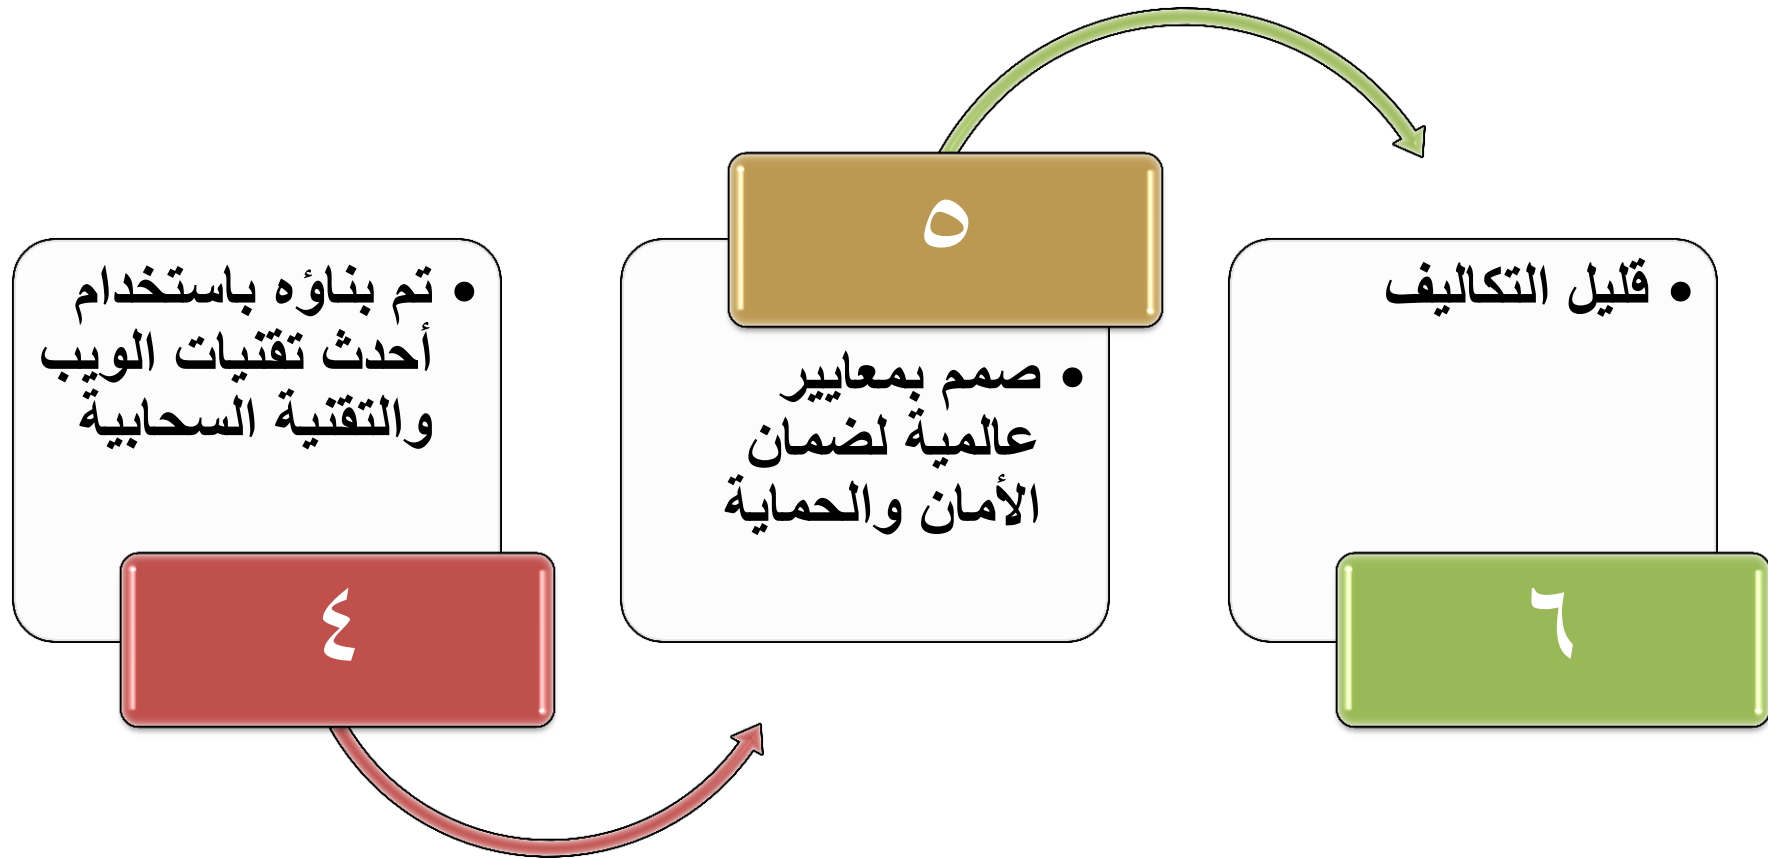 • تم بناؤه باستخدام
أحدث تقنيات الويب
والتقنية السحابية
٤
٥
• صمم بمعايير
عالمية لضمان
الأمان والحماية
• قليل التكاليف
٦